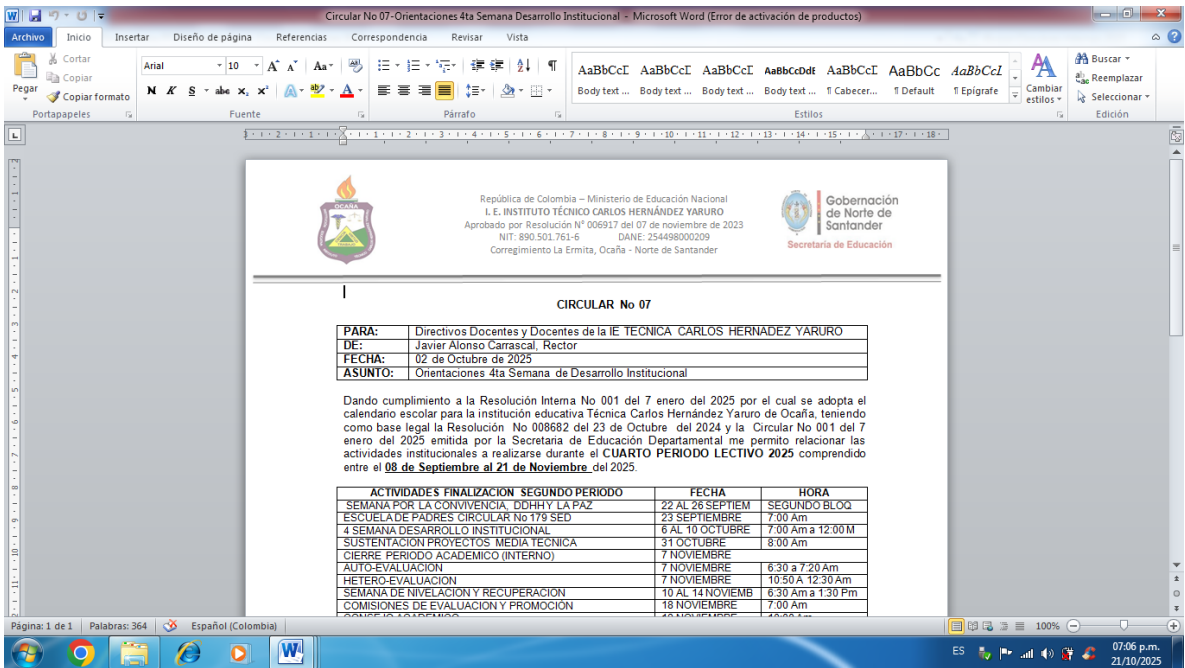 Circular No 07-Orientaciones 4ta Semana Desarrollo Institucional - Microsoft Word (Error de activación de productos)
Archivo Inicio Insertar Diseño de página Referencias Correspondencia Revisar Vista
Pegar
Cortar
Copiar
Copiar formato
Portapapeles
Arial 10
N K S abc x₂ x²
Fuente
Párrafo
AaBbCcD AaBbCcD AaBbCcD AaBbCcDdE AaBbCcD AaBbCc AaBbCcL
Body text ... Body text ... Body text ... Body text ... ¶ Cabecer... ¶ Default ¶ Epígrafe
Estilos
Cambiar estilos
Buscar
Reemplazar
Seleccionar
Edición
OCAÑA
República de Colombia – Ministerio de Educación Nacional
I. E. INSTITUTO TÉCNICO CARLOS HERNÁNDEZ YARURO
Aprobado por Resolución N° 006917 del 07 de noviembre de 2023
NIT: 890.501.761-6 DANE: 254498000209
Corregimiento La Ermita, Ocaña - Norte de Santander
Gobernación
de Norte de
Santander
Secretaría de Educación
CIRCULAR No 07
PARA: Directivos Docentes y Docentes de la IE TECNICA CARLOS HERNADEZ YARURO
DE: Javier Alonso Carrascal, Rector
FECHA: 02 de Octubre de 2025
ASUNTO: Orientaciones 4ta Semana de Desarrollo Institucional
Dando cumplimiento a la Resolución Interna No 001 del 7 enero del 2025 por el cual se adopta el
calendario escolar para la institución educativa Técnica Carlos Hernández Yaruro de Ocaña, teniendo
como base legal la Resolución No 008682 del 23 de Octubre del 2024 y la Circular No 001 del 7
enero del 2025 emitida por la Secretaria de Educación Departamental me permito relacionar las
actividades institucionales a realizarse durante el CUARTO PERIODO LECTIVO 2025 comprendido
entre el 08 de Septiembre al 21 de Noviembre del 2025.
ACTIVIDADES FINALIZACION SEGUNDO PERIODO FECHA HORA
SEMANA POR LA CONVIVENCIA, DDHH Y LA PAZ 22 AL 26 SEPTIEM SEGUNDO BLOQ
ESCUELA DE PADRES CIRCULAR No 179 SED 23 SEPTIEMBRE 7:00 Am
4 SEMANA DESARROLLO INSTITUCIONAL 6 AL 10 OCTUBRE 7:00 Am a 12:00 M
SUSTENTACION PROYECTOS MEDIA TECNICA 31 OCTUBRE 8:00 Am
CIERRE PERIODO ACADEMICO (INTERNO) 7 NOVIEMBRE
AUTO-EVALUACION 7 NOVIEMBRE 6:30 a 7:20 Am
HETERO-EVALUACION 7 NOVIEMBRE 10:50 A 12:30 Am
SEMANA DE NIVELACION Y RECUPERACION 10 AL 14 NOVIEMB 6:30 Am a 1:30 Pm
COMISIONES DE EVALUACION Y PROMOCIÓN 18 NOVIEMBRE 7:00 Am
Página: 1 de 1 Palabras: 364 Español (Colombia) 100%
ES 07:06 p.m.
21/10/2025